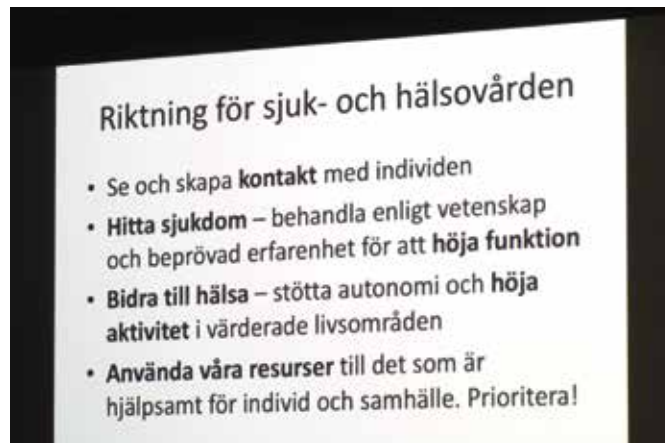 Riktning för sjuk- och hälsovården
• Se och skapa kontakt med individen
• Hitta sjukdom – behandla enligt vetenskap
och beprövad erfarenhet för att höja funktion
• Bidra till hälsa – stötta autonomi och höja
aktivitet i värderade livsområden
• Använda våra resurser till det som är
hjälpsamt för individ och samhälle. Prioritera!